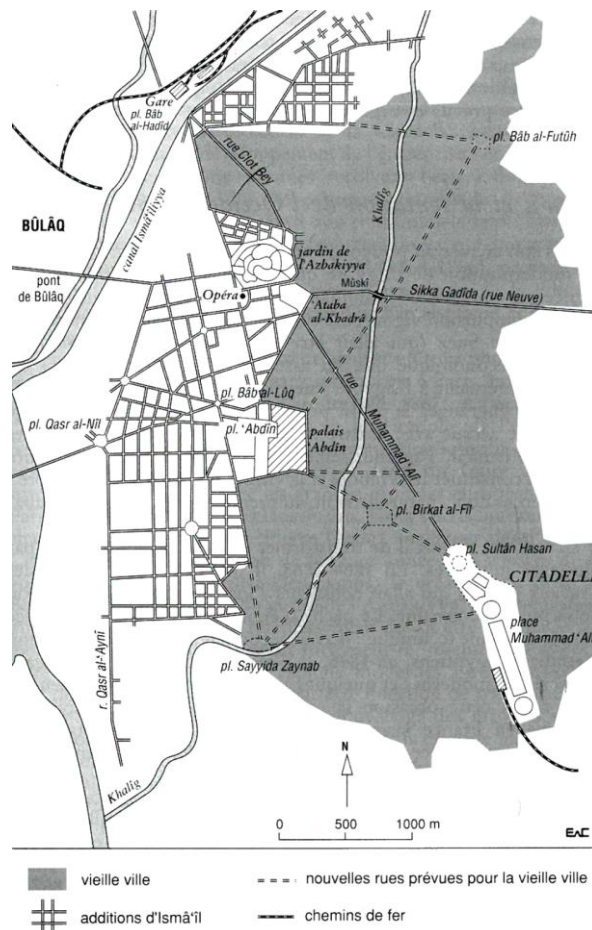 Gare
pl. Bâb
al-Hadîd
rue Clot Bey
pl. Bâb al-Futûh
Khalîg
BÛLÂQ
canal Ismâ‘iliyya
jardin de
l'Azbakiyya
pont
de Bûlâq
Opéra
Mûskî
Sikka Gadîda (rue Neuve)
‘Ataba
al-Khadrâ
rue Muhammad ‘Alî
pl. Bâb al-Lûq
pl. Qasr al-Nîl
pl. ‘Abdîn
palais
‘Abdîn
pl. Birkat al-Fîl
pl. Sultân Hasan
CITADELLE
place
Muhammad ‘Alî
r. Qasr al-‘Aynî
pl. Sayyida Zaynab
Khalîg
N
0 500 1000 m
EAC
vieille ville
nouvelles rues prévues pour la vieille ville
additions d'Ismâ‘îl
chemins de fer